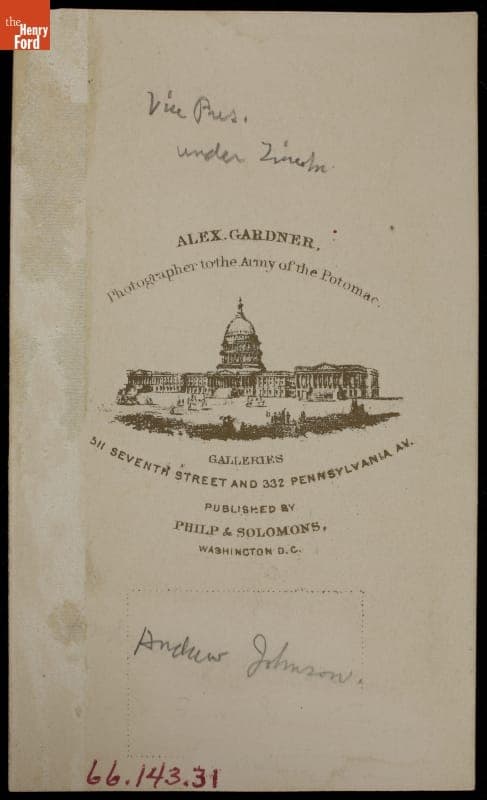 the
Henry
Ford
Vice Pres.
under Lincoln
ALEX. GARDNER,
Photographer to the Army of the Potomac.
GALLERIES
511 SEVENTH STREET AND 332 PENNSYLVANIA AV.
PUBLISHED BY
PHILP & SOLOMONS,
WASHINGTON D.C.
Andrew Johnson.
66.143.31